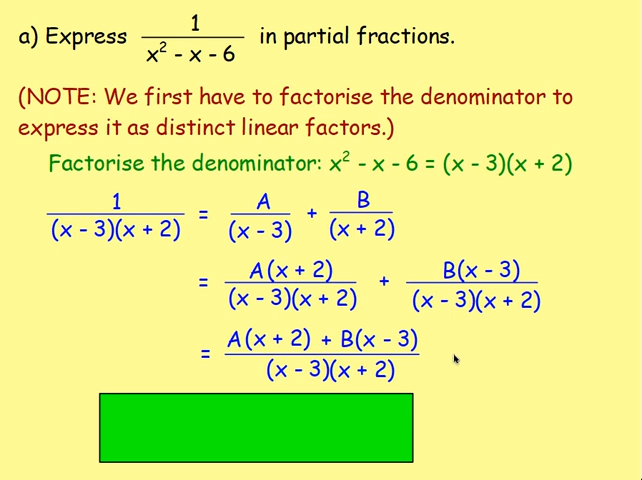 a) Express 1/(x² - x - 6) in partial fractions.
(NOTE: We first have to factorise the denominator to
express it as distinct linear factors.)
Factorise the denominator: x² - x - 6 = (x - 3)(x + 2)
1/((x - 3)(x + 2)) = A/(x - 3) + B/(x + 2)
= A(x + 2)/((x - 3)(x + 2)) + B(x - 3)/((x - 3)(x + 2))
= (A(x + 2) + B(x - 3))/((x - 3)(x + 2))